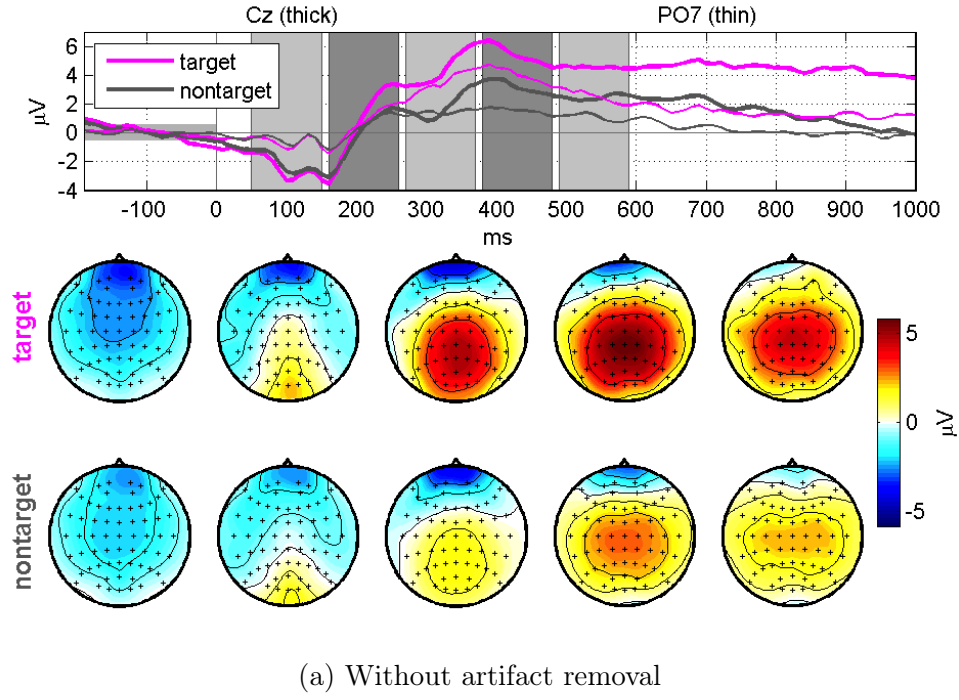 Cz (thick) PO7 (thin)
6
4
2
0
-2
-4
μV
target
nontarget
-100 0 100 200 300 400 500 600 700 800 900 1000
ms
target
nontarget
5
0
-5
μV
(a) Without artifact removal